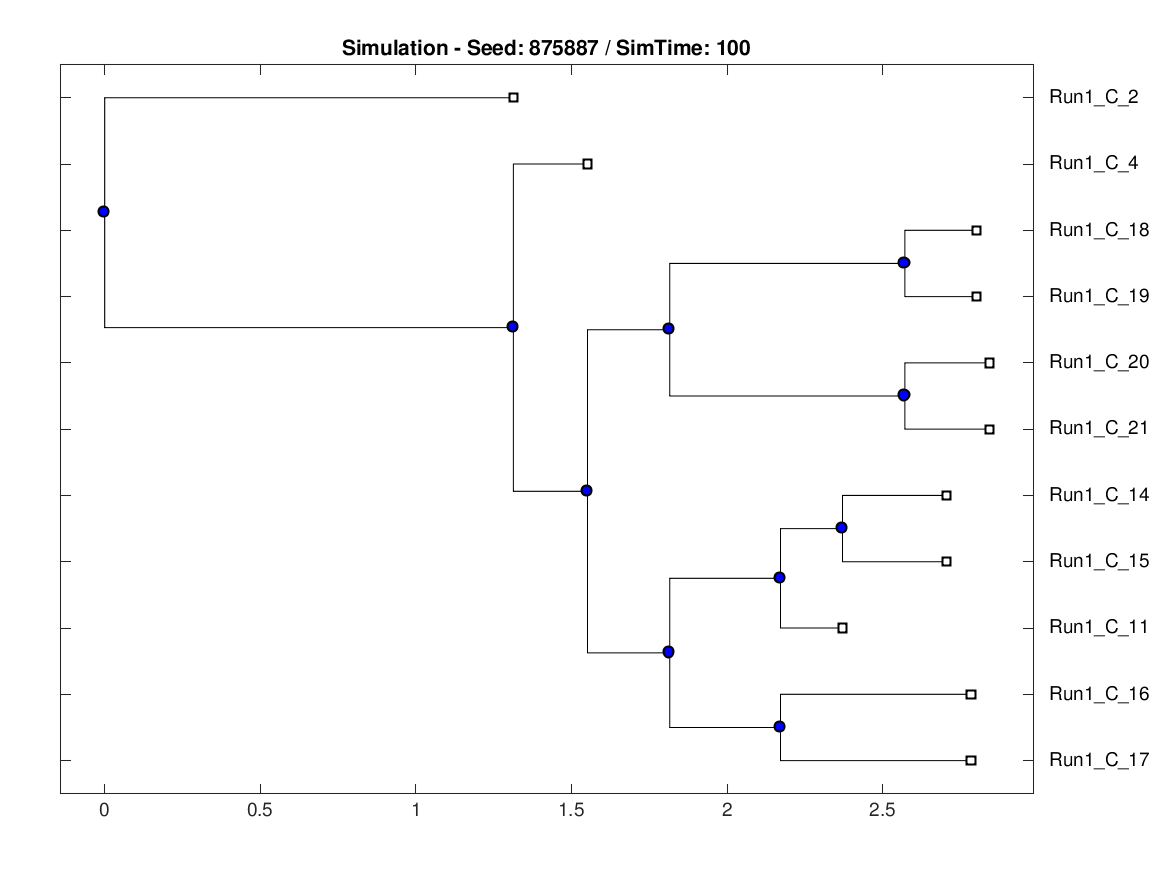 Simulation - Seed: 875887 / SimTime: 100
Run1_C_2
Run1_C_4
Run1_C_18
Run1_C_19
Run1_C_20
Run1_C_21
Run1_C_14
Run1_C_15
Run1_C_11
Run1_C_16
Run1_C_17
0 0.5 1 1.5 2 2.5